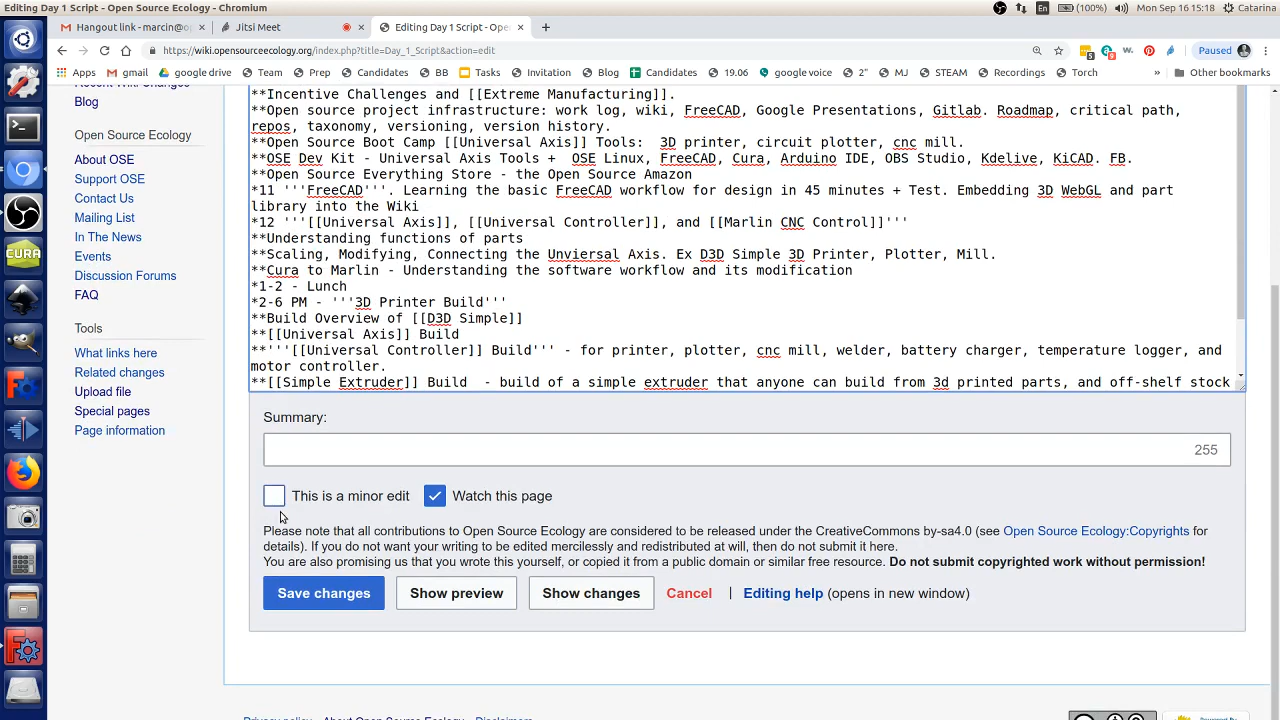 Editing Day 1 Script - Open Source Ecology - Chromium
En (100%) Mon Sep 16 15:18 Catarina
Hangout link - marcin@op
Jitsi Meet
Editing Day 1 Script - Open
https://wiki.opensourceecology.org/index.php?title=Day_1_Script&action=edit
Paused
Apps gmail google drive Team Prep Candidates BB Tasks Invitation Blog Candidates 19.06 google voice 2" MJ STEAM Recordings Torch » Other bookmarks
Recent Wiki Changes
Blog
Open Source Ecology
About OSE
Support OSE
Contact Us
Mailing List
In The News
Events
Discussion Forums
FAQ
Tools
What links here
Related changes
Upload file
Special pages
Page information
CURA
**Incentive Challenges and [[Extreme Manufacturing]].
**Open source project infrastructure: work log, wiki, FreeCAD, Google Presentations, Gitlab. Roadmap, critical path,
repos, taxonomy, versioning, version history.
**Open Source Boot Camp [[Universal Axis]] Tools:  3D printer, circuit plotter, cnc mill.
**OSE Dev Kit - Universal Axis Tools +  OSE Linux, FreeCAD, Cura, Arduino IDE, OBS Studio, Kdelive, KiCAD. FB.
**Open Source Everything Store - the Open Source Amazon
*11 '''FreeCAD'''. Learning the basic FreeCAD workflow for design in 45 minutes + Test. Embedding 3D WebGL and part
library into the Wiki
*12 '''[[Universal Axis]], [[Universal Controller]], and [[Marlin CNC Control]]'''
**Understanding functions of parts
**Scaling, Modifying, Connecting the Unviersal Axis. Ex D3D Simple 3D Printer, Plotter, Mill.
**Cura to Marlin - Understanding the software workflow and its modification
*1-2 - Lunch
*2-6 PM - '''3D Printer Build'''
**Build Overview of [[D3D Simple]]
**[[Universal Axis]] Build
**'''[[Universal Controller]] Build''' - for printer, plotter, cnc mill, welder, battery charger, temperature logger, and
motor controller.
**[[Simple Extruder]] Build  - build of a simple extruder that anyone can build from 3d printed parts, and off-shelf stock
Summary:
255
This is a minor edit Watch this page
Please note that all contributions to Open Source Ecology are considered to be released under the CreativeCommons by-sa4.0 (see Open Source Ecology:Copyrights for
details). If you do not want your writing to be edited mercilessly and redistributed at will, then do not submit it here.
You are also promising us that you wrote this yourself, or copied it from a public domain or similar free resource. Do not submit copyrighted work without permission!
Save changes Show preview Show changes Cancel | Editing help (opens in new window)
Privacy policy About Open Source Ecology Disclaimers